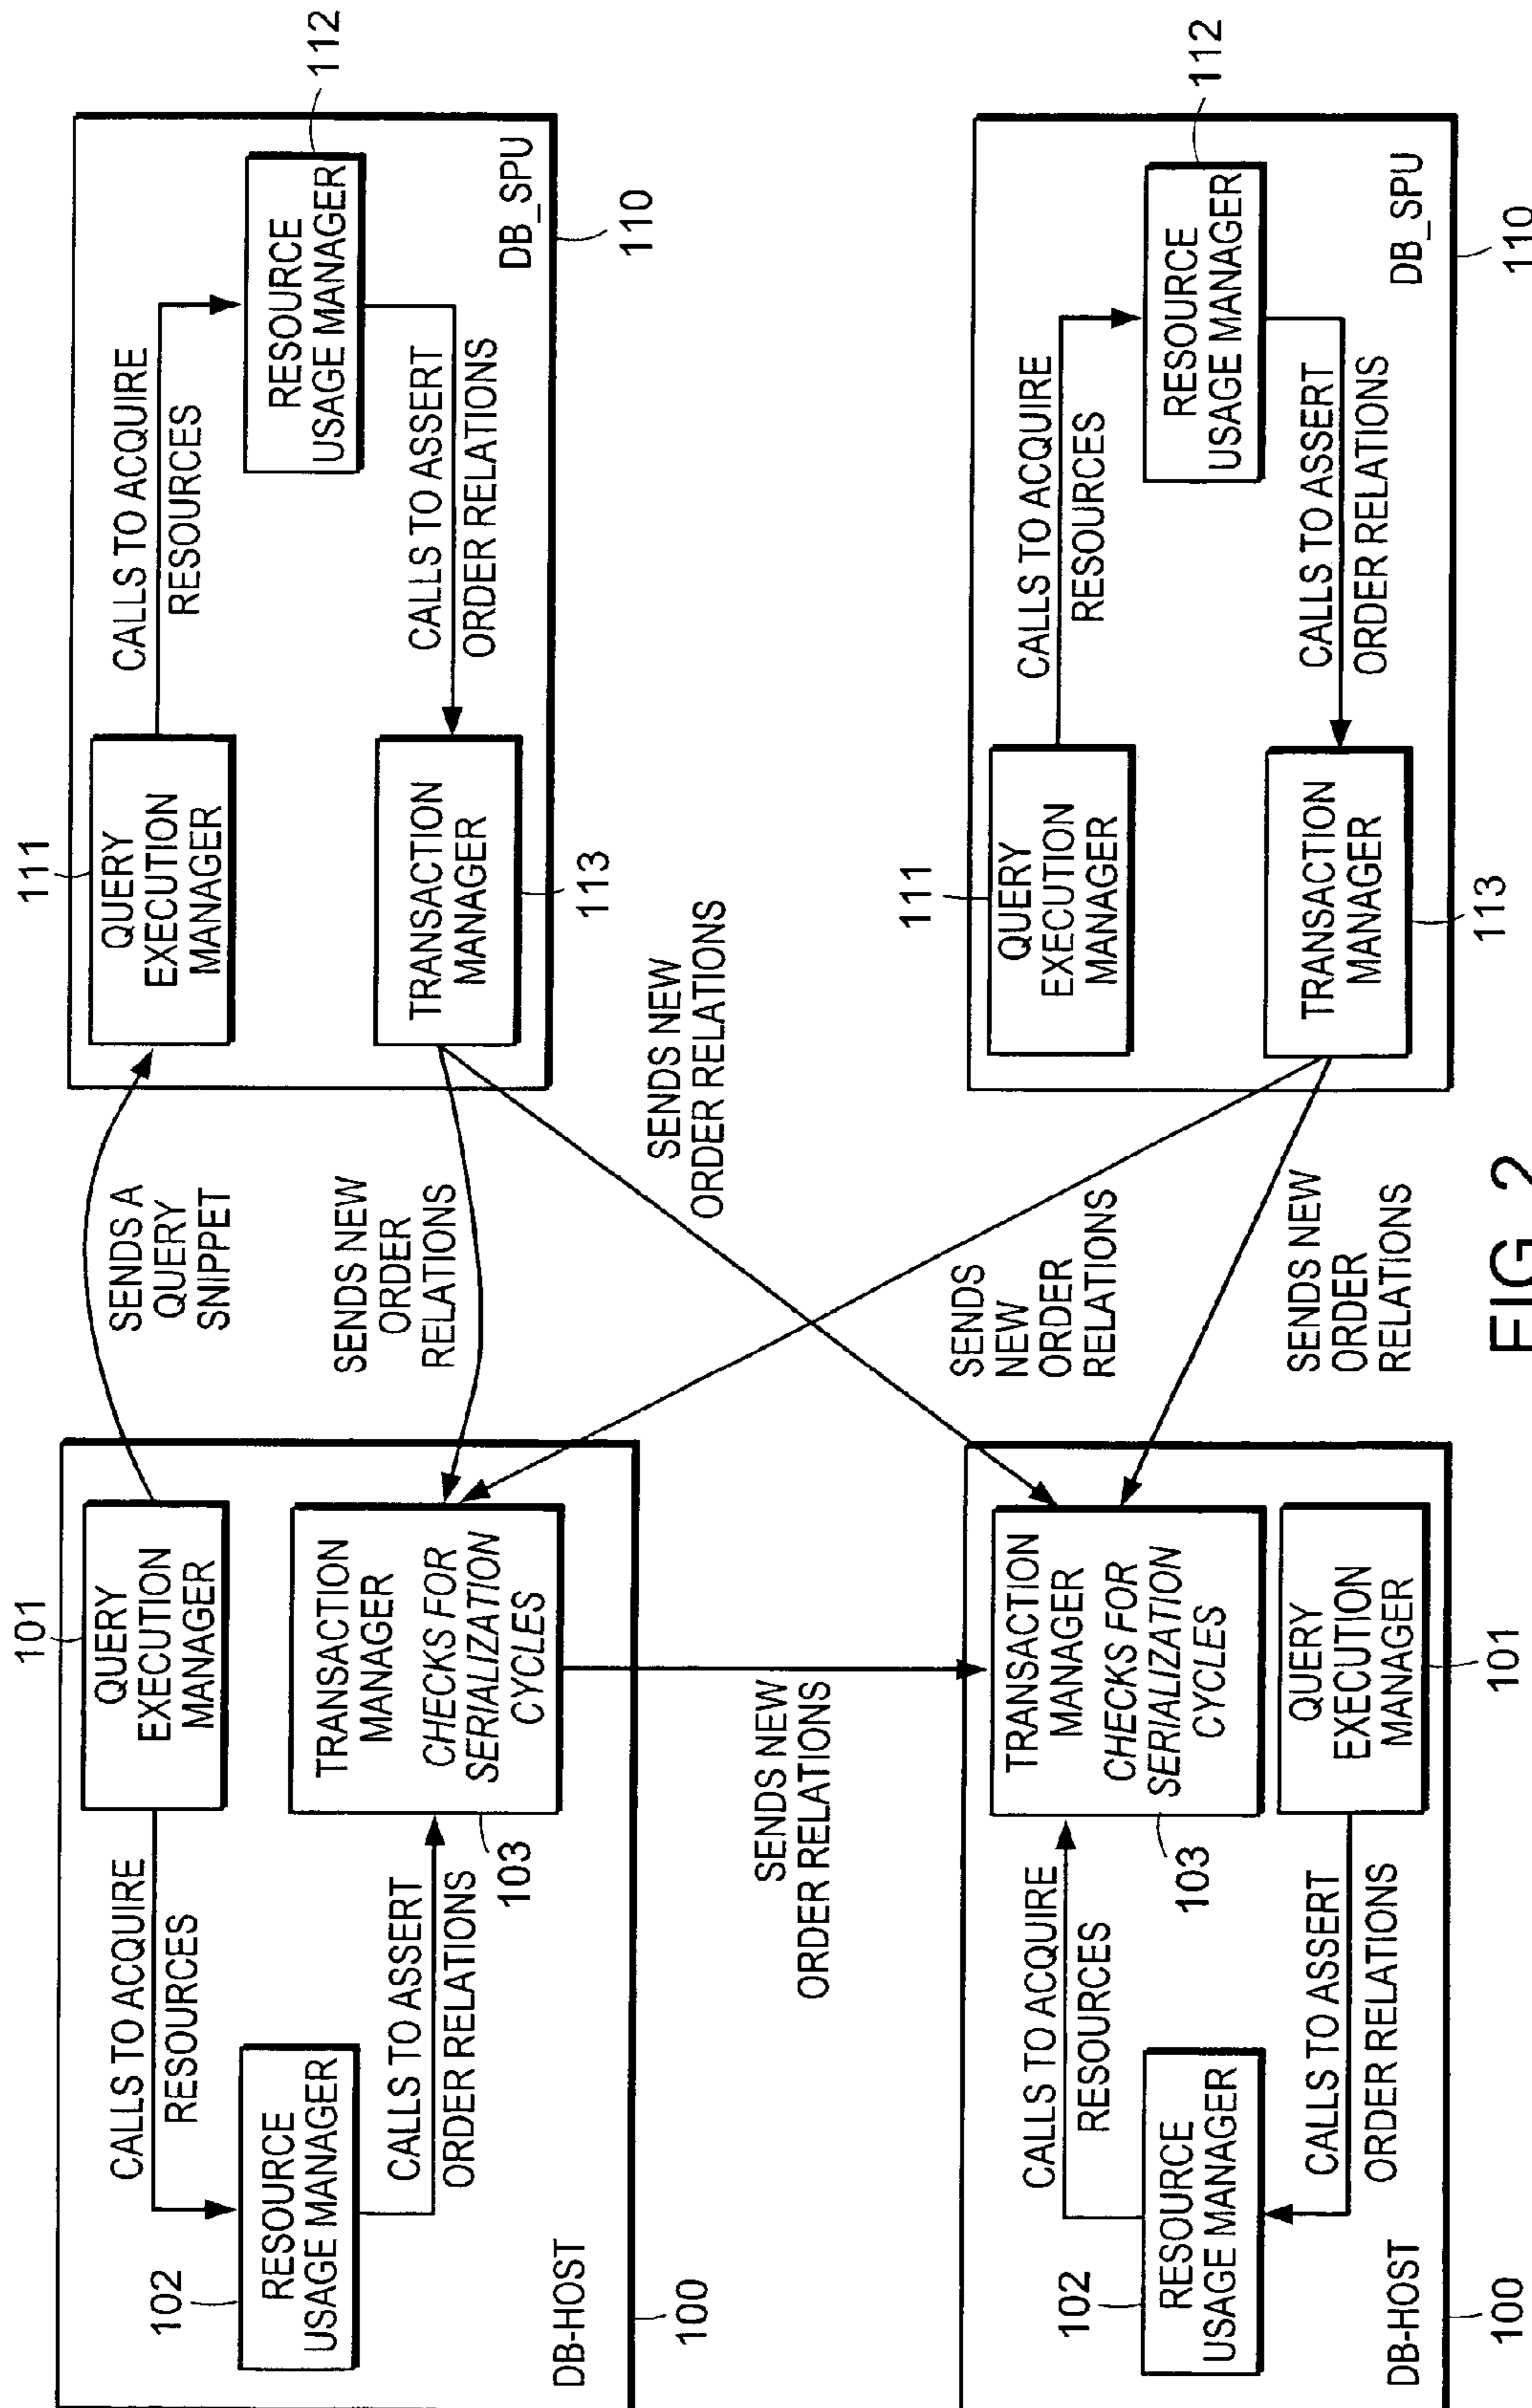 101
QUERY
EXECUTION
MANAGER
CALLS TO ACQUIRE
RESOURCES
102
RESOURCE
USAGE MANAGER
CALLS TO ASSERT
ORDER RELATIONS
TRANSACTION
MANAGER
CHECKS FOR
SERIALIZATION
CYCLES
103
DB-HOST
100
SENDS A
QUERY
SNIPPET
SENDS NEW
ORDER
RELATIONS
111
QUERY
EXECUTION
MANAGER
CALLS TO ACQUIRE
RESOURCES
RESOURCE
USAGE MANAGER
112
CALLS TO ASSERT
ORDER RELATIONS
TRANSACTION
MANAGER
113
DB_SPU
110
SENDS NEW
ORDER RELATIONS
SENDS NEW
ORDER RELATIONS
SENDS
NEW
ORDER
RELATIONS
SENDS NEW
ORDER
RELATIONS
TRANSACTION
MANAGER
CHECKS FOR
SERIALIZATION
CYCLES
103
CALLS TO ACQUIRE
RESOURCES
102
RESOURCE
USAGE MANAGER
CALLS TO ASSERT
ORDER RELATIONS
QUERY
EXECUTION
MANAGER
101
DB-HOST
100
111
QUERY
EXECUTION
MANAGER
CALLS TO ACQUIRE
RESOURCES
RESOURCE
USAGE MANAGER
112
CALLS TO ASSERT
ORDER RELATIONS
TRANSACTION
MANAGER
113
DB_SPU
110
FIG. 2